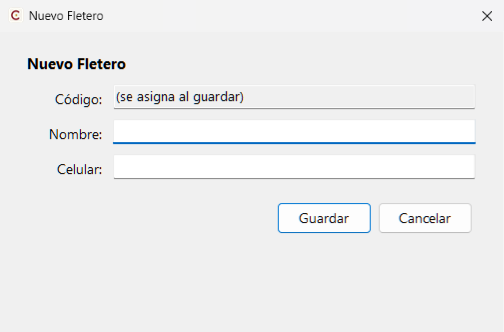 Nuevo Fletero
Nuevo Fletero
Código: (se asigna al guardar)
Nombre:
Celular:
Guardar Cancelar